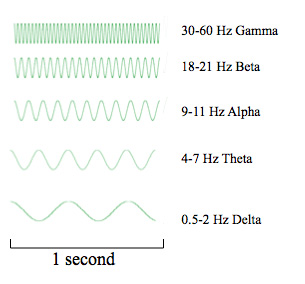 30-60 Hz Gamma
18-21 Hz Beta
9-11 Hz Alpha
4-7 Hz Theta
0.5-2 Hz Delta
1 second